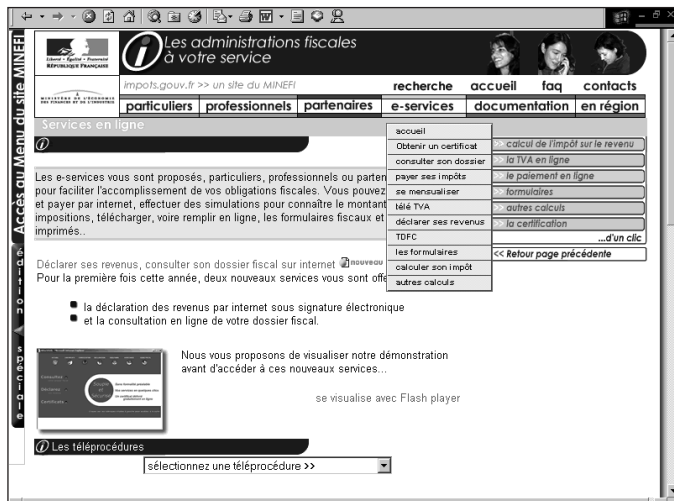 Accès au Menu du site MINEFI
édition
spéciale
Liberté • Égalité • Fraternité
RÉPUBLIQUE FRANÇAISE
MINISTÈRE DE L'ÉCONOMIE
DES FINANCES ET DE L'INDUSTRIE
Les administrations fiscales
à votre service
impots.gouv.fr >> un site du MINEFI
recherche accueil faq contacts
particuliers professionnels partenaires e-services documentation en région
Services en ligne
accueil
Obtenir un certificat
consulter son dossier
payer ses impôts
se mensualiser
télé TVA
déclarer ses revenus
TDFC
les formulaires
calculer son impôt
autres calculs
>> calcul de l'impôt sur le revenu
>> la TVA en ligne
>> le paiement en ligne
>> formulaires
>> autres calculs
>> la certification
...d'un clic
<< Retour page précédente
Les e-services vous sont proposés, particuliers, professionnels ou parten
pour faciliter l'accomplissement de vos obligations fiscales. Vous pouvez
et payer par internet, effectuer des simulations pour connaître le montant
impositions, télécharger, voire remplir en ligne, les formulaires fiscaux et
imprimés..
Déclarer ses revenus, consulter son dossier fiscal sur internet nouveau
Pour la première fois cette année, deux nouveaux services vous sont offe
la déclaration des revenus par internet sous signature électronique
et la consultation en ligne de votre dossier fiscal.
Nous vous proposons de visualiser notre démonstration
avant d'accéder à ces nouveaux services...
se visualise avec Flash player
Les téléprocédures
sélectionnez une téléprocédure >>